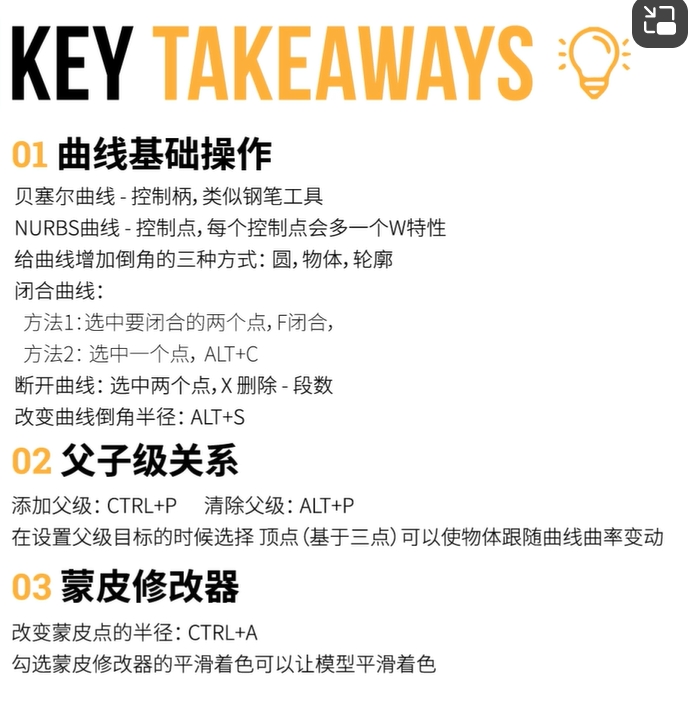 KEY TAKEAWAYS
01 曲线基础操作
贝塞尔曲线 - 控制柄，类似钢笔工具
NURBS曲线 - 控制点，每个控制点会多一个W特性
给曲线增加倒角的三种方式：圆，物体，轮廓
闭合曲线：
方法1：选中要闭合的两个点，F闭合，
方法2：选中一个点，ALT+C
断开曲线：选中两个点，X 删除 - 段数
改变曲线倒角半径：ALT+S
02 父子级关系
添加父级：CTRL+P 清除父级：ALT+P
在设置父级目标的时候选择 顶点（基于三点）可以使物体跟随曲线曲率变动
03 蒙皮修改器
改变蒙皮点的半径：CTRL+A
勾选蒙皮修改器的平滑着色可以让模型平滑着色